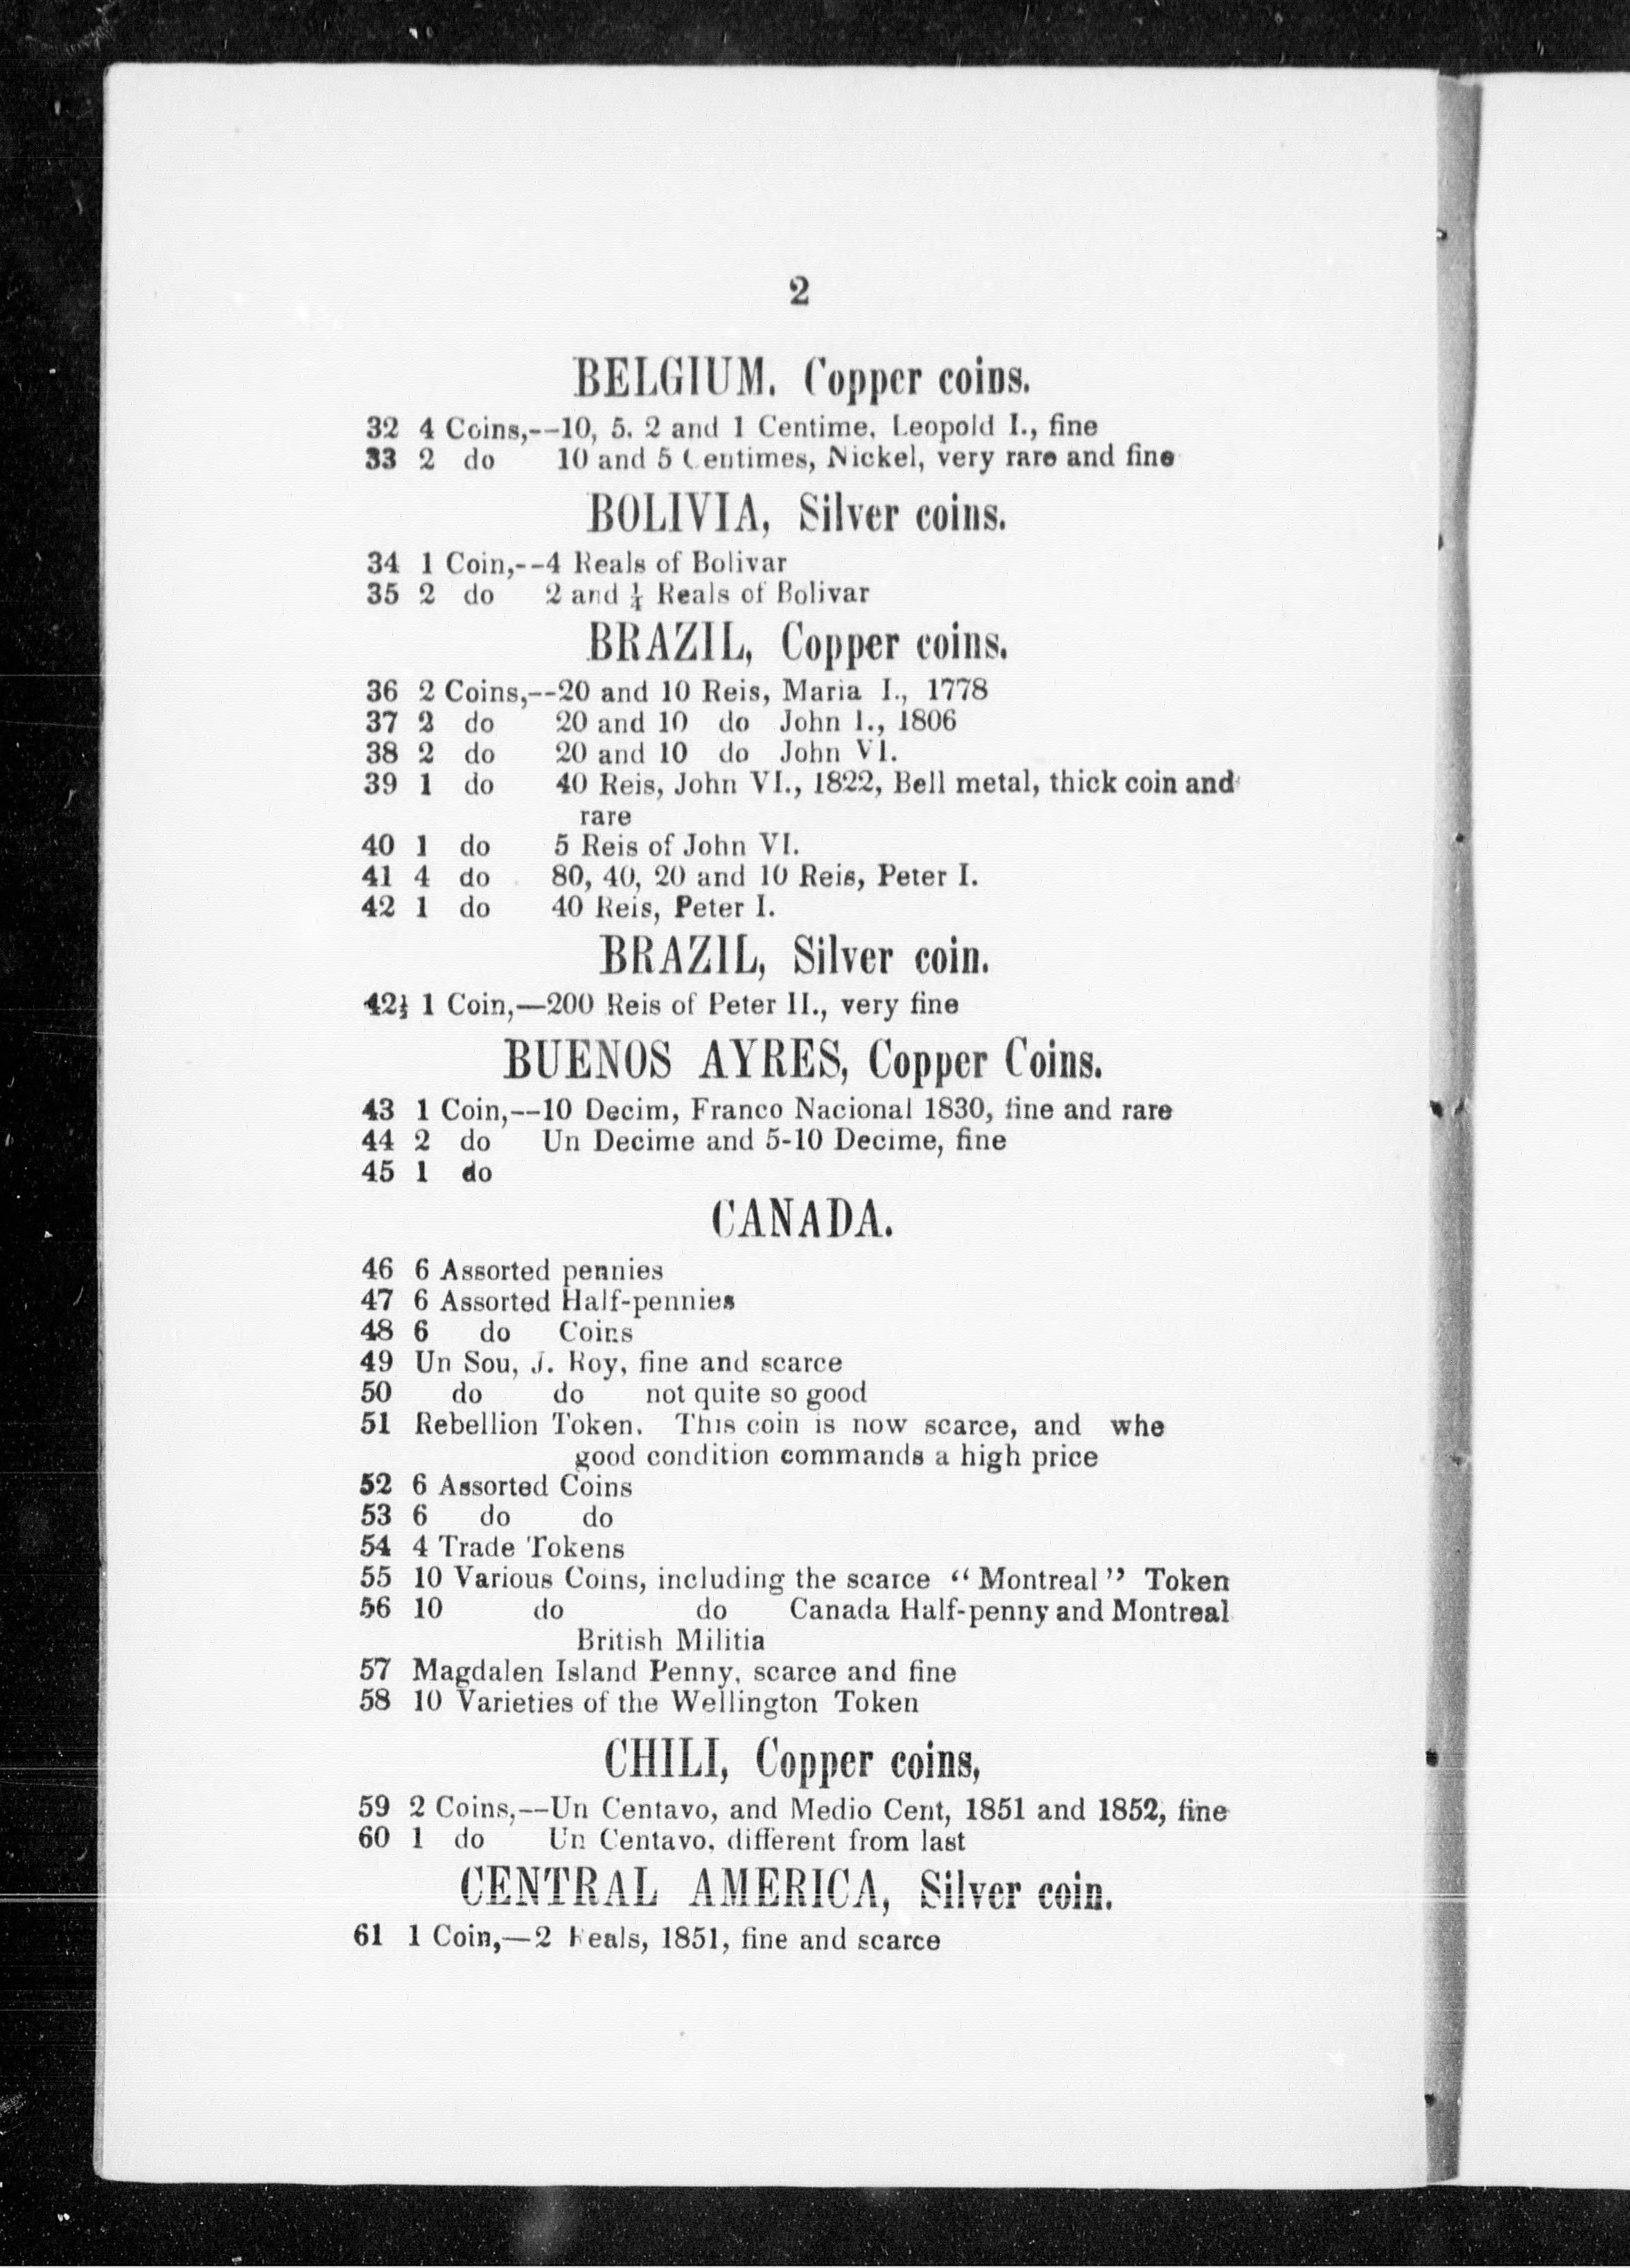 2
BELGIUM. Copper coins.
32 4 Coins,--10, 5. 2 and 1 Centime, Leopold I., fine
33 2 do 10 and 5 Centimes, Nickel, very rare and fine
BOLIVIA, Silver coins.
34 1 Coin,--4 Reals of Bolivar
35 2 do 2 and ¼ Reals of Bolivar
BRAZIL, Copper coins.
36 2 Coins,--20 and 10 Reis, Maria I., 1778
37 2 do 20 and 10 do John I., 1806
38 2 do 20 and 10 do John VI.
39 1 do 40 Reis, John VI., 1822, Bell metal, thick coin and
rare
40 1 do 5 Reis of John VI.
41 4 do 80, 40, 20 and 10 Reis, Peter I.
42 1 do 40 Reis, Peter I.
BRAZIL, Silver coin.
42½ 1 Coin,—200 Reis of Peter II., very fine
BUENOS AYRES, Copper Coins.
43 1 Coin,--10 Decim, Franco Nacional 1830, fine and rare
44 2 do Un Decime and 5-10 Decime, fine
45 1 do
CANADA.
46 6 Assorted pennies
47 6 Assorted Half-pennies
48 6 do Coins
49 Un Sou, J. Roy, fine and scarce
50 do do not quite so good
51 Rebellion Token. This coin is now scarce, and whe
good condition commands a high price
52 6 Assorted Coins
53 6 do do
54 4 Trade Tokens
55 10 Various Coins, including the scarce "Montreal" Token
56 10 do do Canada Half-penny and Montreal
British Militia
57 Magdalen Island Penny, scarce and fine
58 10 Varieties of the Wellington Token
CHILI, Copper coins,
59 2 Coins,--Un Centavo, and Medio Cent, 1851 and 1852, fine
60 1 do Un Centavo, different from last
CENTRAL AMERICA, Silver coin.
61 1 Coin,—2 Reals, 1851, fine and scarce